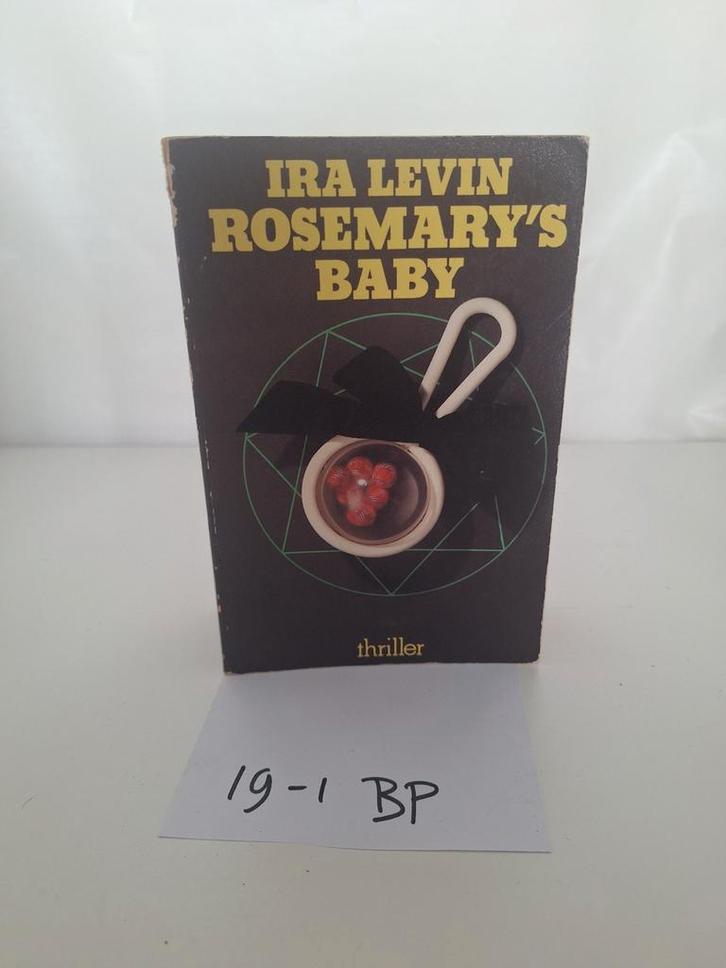 IRA LEVIN
ROSEMARY'S
BABY
thriller
19-1 BP